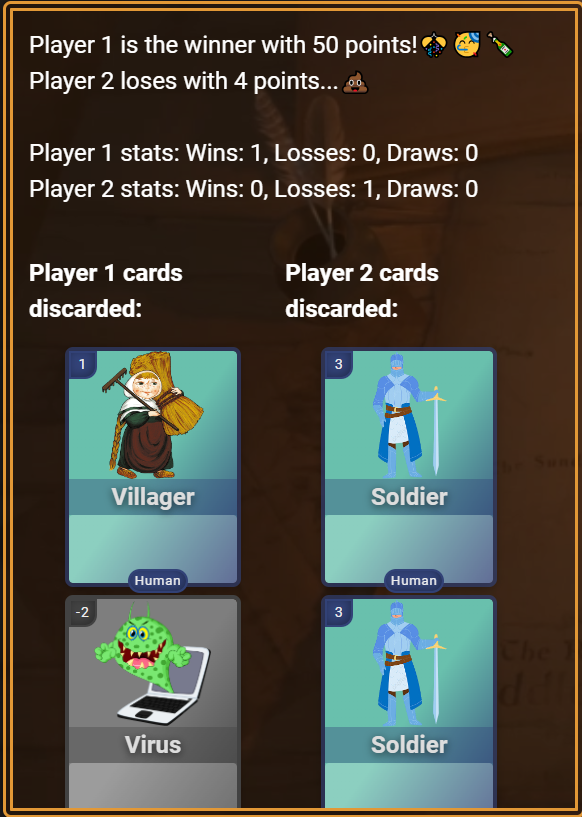 Player 1 is the winner with 50 points!🪅🥳🍾
Player 2 loses with 4 points...💩
Player 1 stats: Wins: 1, Losses: 0, Draws: 0
Player 2 stats: Wins: 0, Losses: 1, Draws: 0
Player 1 cards
discarded:
Player 2 cards
discarded:
1
Villager
Human
3
Soldier
Human
-2
Virus
3
Soldier